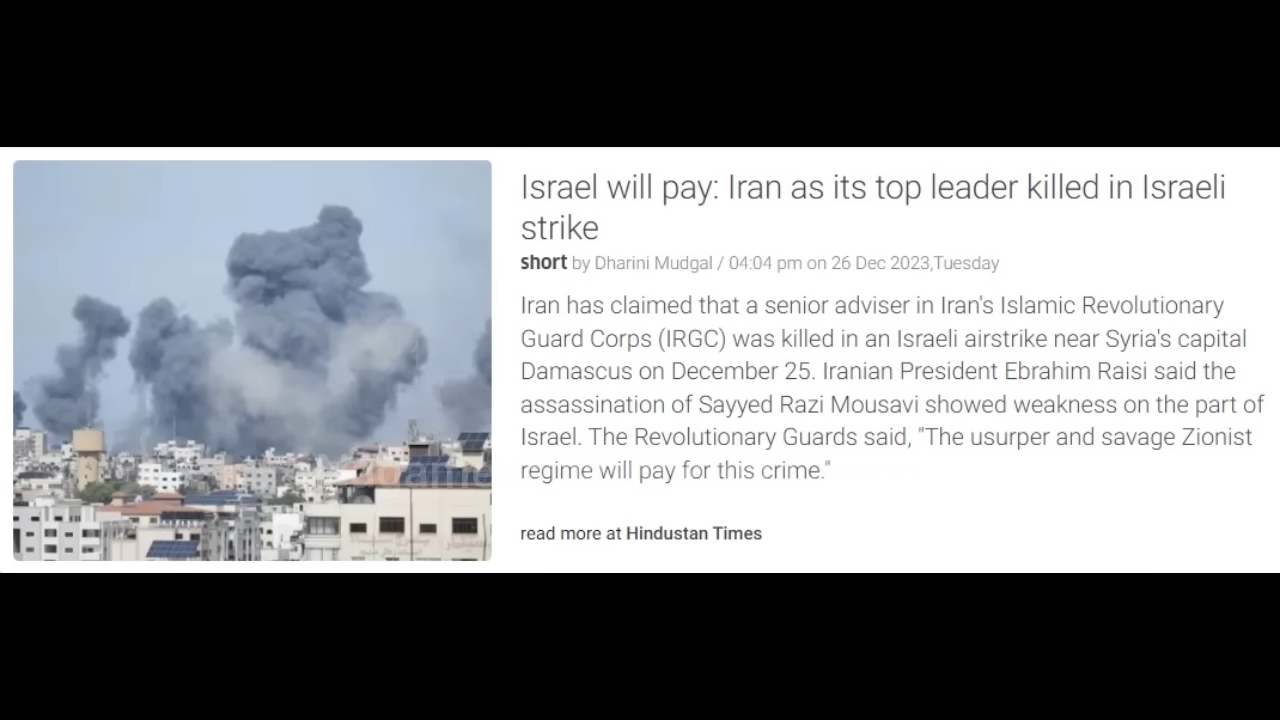 Israel will pay: Iran as its top leader killed in Israeli
strike
short by Dharini Mudgal / 04:04 pm on 26 Dec 2023,Tuesday
Iran has claimed that a senior adviser in Iran's Islamic Revolutionary
Guard Corps (IRGC) was killed in an Israeli airstrike near Syria's capital
Damascus on December 25. Iranian President Ebrahim Raisi said the
assassination of Sayyed Razi Mousavi showed weakness on the part of
Israel. The Revolutionary Guards said, "The usurper and savage Zionist
regime will pay for this crime."
read more at Hindustan Times